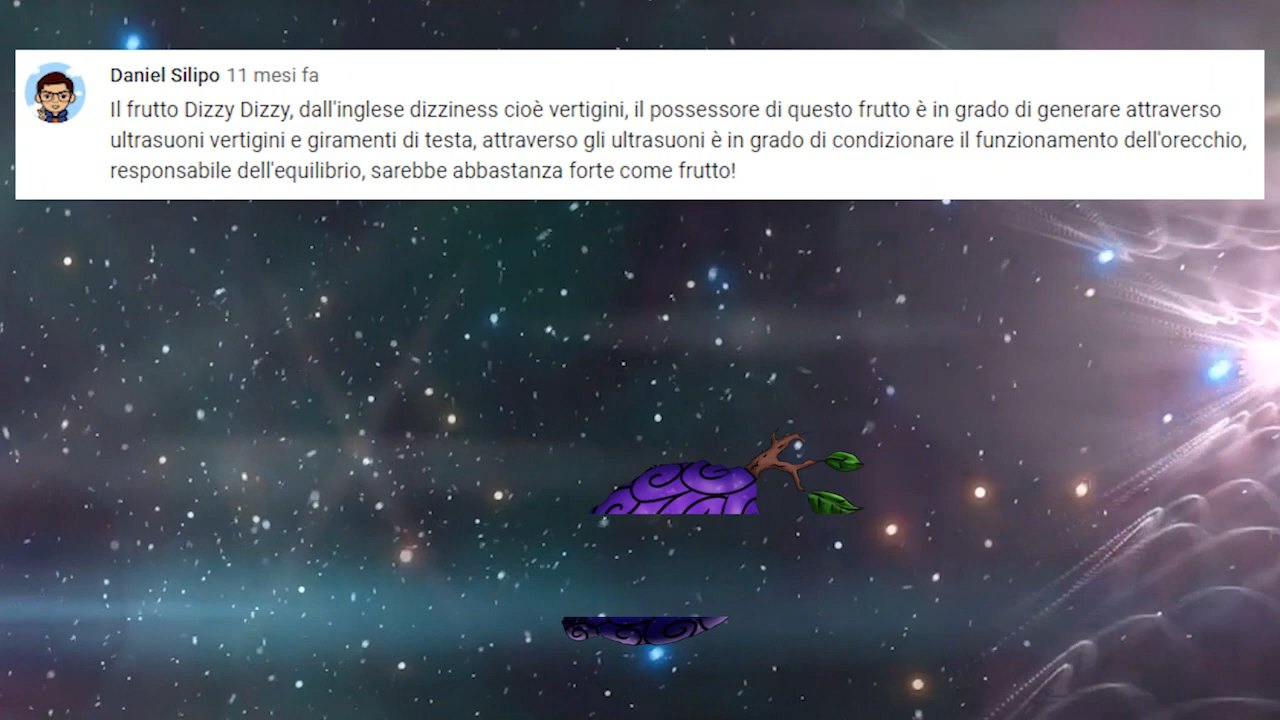 Daniel Silipo 11 mesi fa
Il frutto Dizzy Dizzy, dall'inglese dizziness cioè vertigini, il possessore di questo frutto è in grado di generare attraverso
ultrasuoni vertigini e giramenti di testa, attraverso gli ultrasuoni è in grado di condizionare il funzionamento dell'orecchio,
responsabile dell'equilibrio, sarebbe abbastanza forte come frutto!